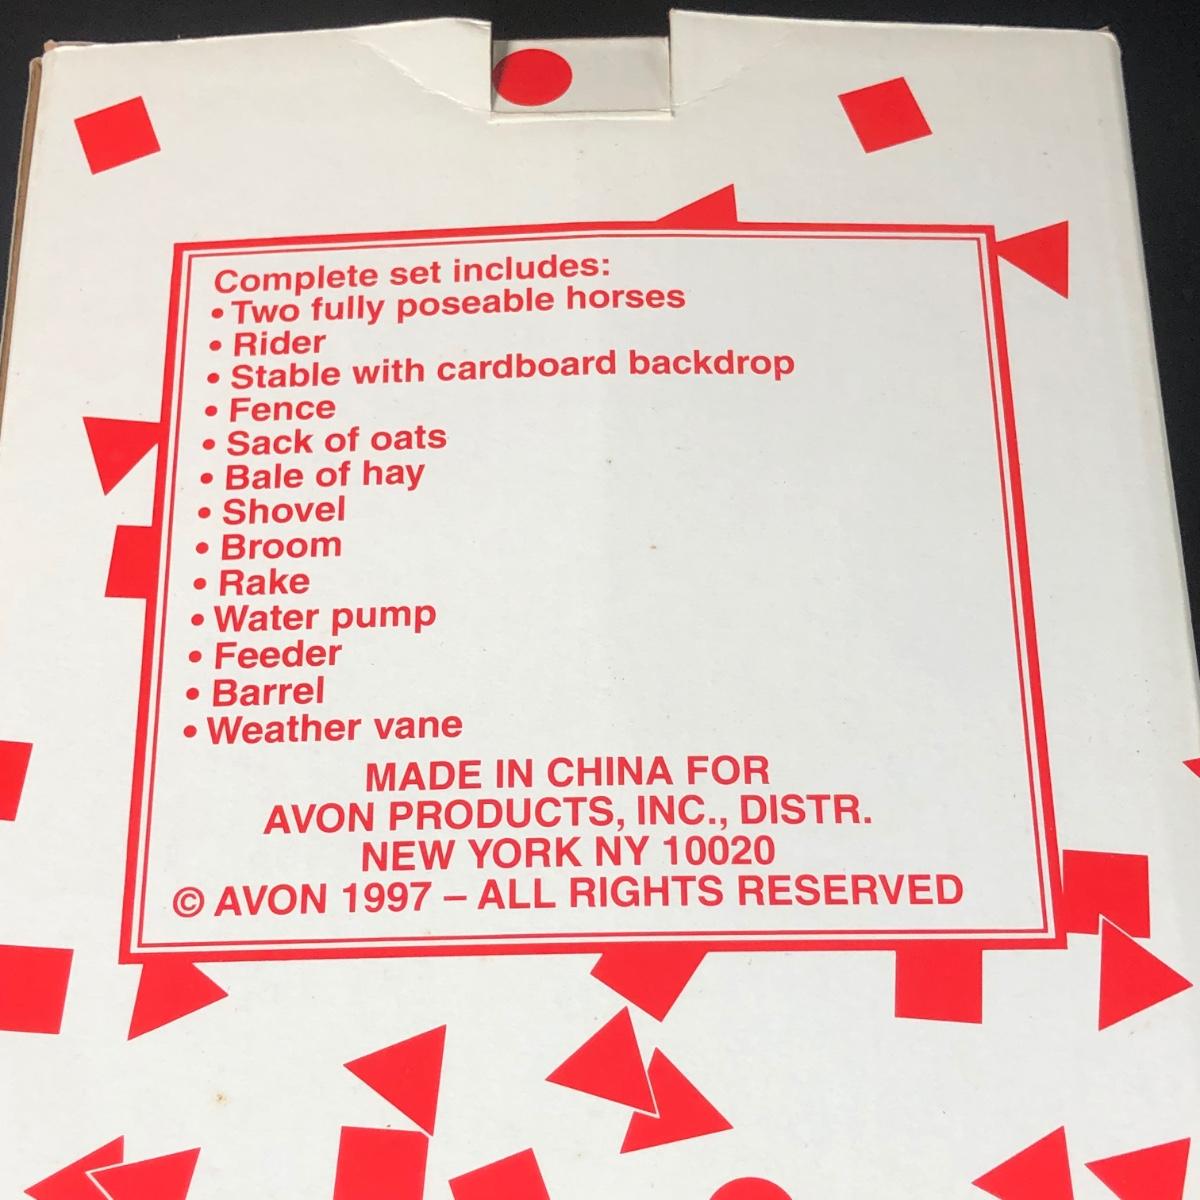 Complete set includes:
• Two fully poseable horses
• Rider
• Stable with cardboard backdrop
• Fence
• Sack of oats
• Bale of hay
• Shovel
• Broom
• Rake
• Water pump
• Feeder
• Barrel
• Weather vane
MADE IN CHINA FOR
AVON PRODUCTS, INC., DISTR.
NEW YORK NY 10020
© AVON 1997 – ALL RIGHTS RESERVED